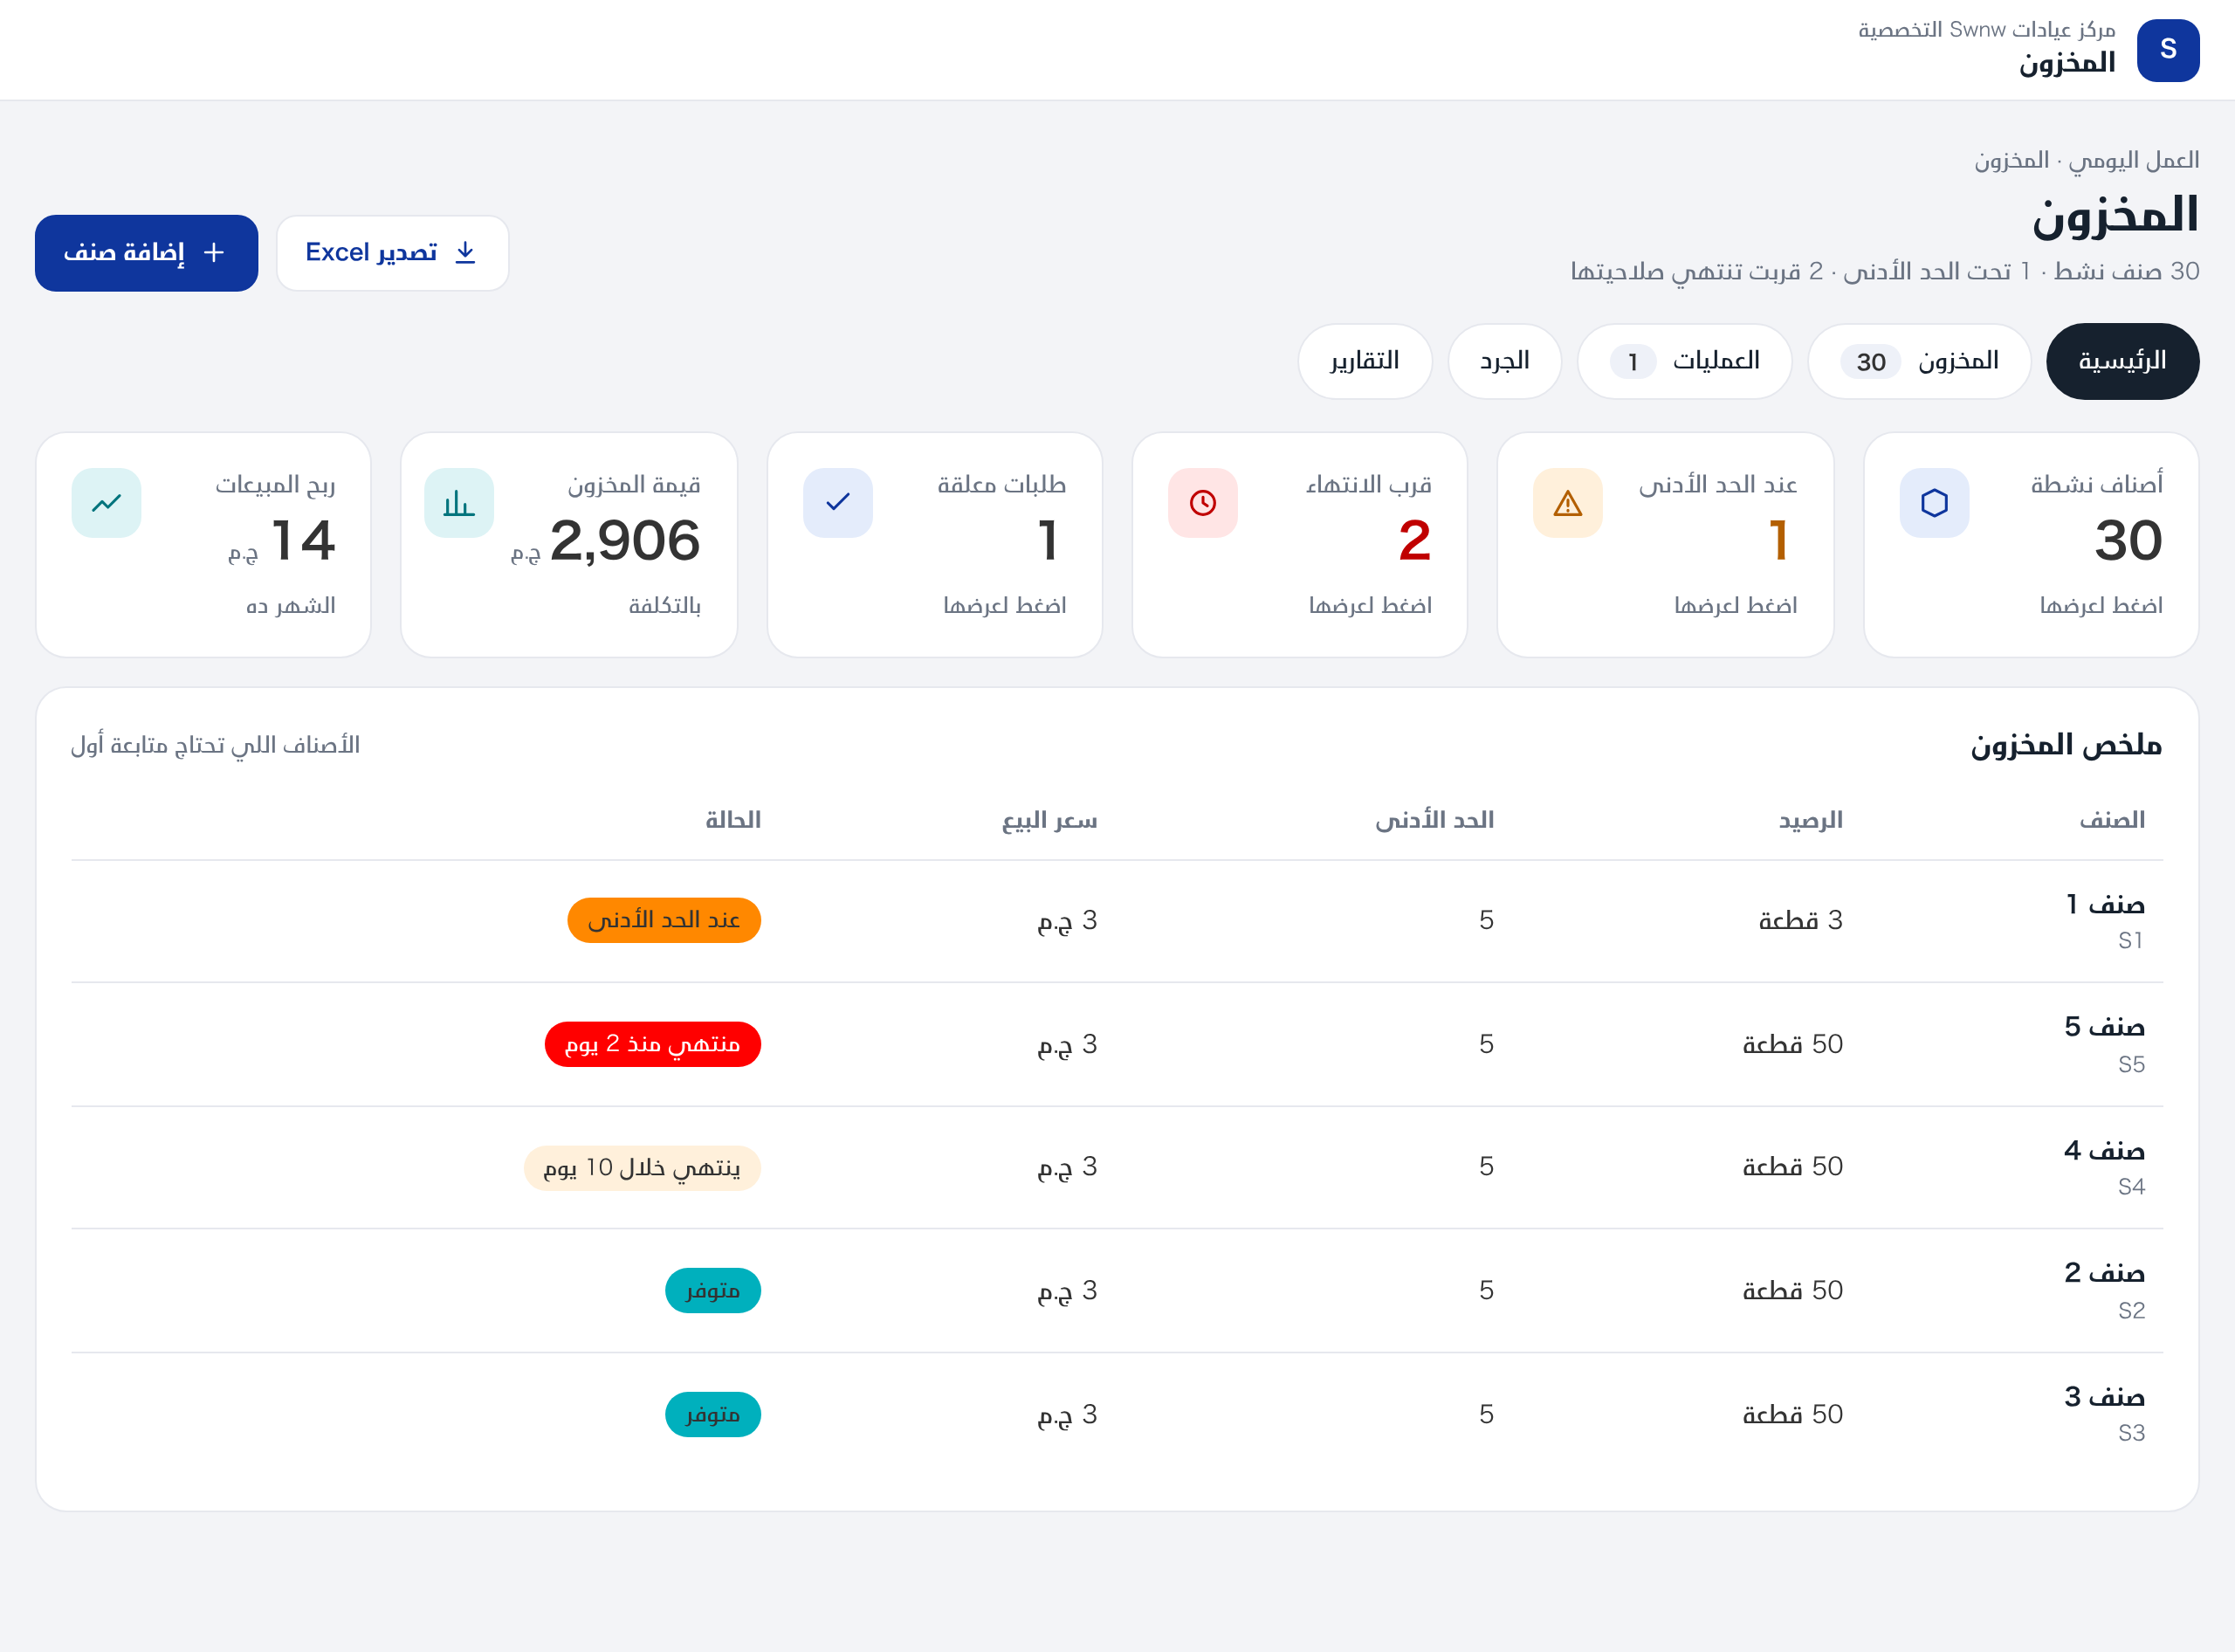 S
مركز عيادات Swnw التخصصية
المخزون
العمل اليومي · المخزون
المخزون
30 صنف نشط · 1 تحت الحد الأدنى · 2 قربت تنتهي صلاحيتها
تصدير Excel
إضافة صنف
الرئيسية
المخزون 30
العمليات 1
الجرد
التقارير
أصناف نشطة
30
اضغط لعرضها
عند الحد الأدنى
1
اضغط لعرضها
قرب الانتهاء
2
اضغط لعرضها
طلبات معلقة
1
اضغط لعرضها
قيمة المخزون
2,906 ج.م
بالتكلفة
ربح المبيعات
14 ج.م
الشهر ده
ملخص المخزون
الأصناف اللي تحتاج متابعة أول
الصنف الرصيد الحد الأدنى سعر البيع الحالة
صنف 1 3 قطعة 5 3 ج.م عند الحد الأدنى
S1
صنف 5 50 قطعة 5 3 ج.م منتهي منذ 2 يوم
S5
صنف 4 50 قطعة 5 3 ج.م ينتهي خلال 10 يوم
S4
صنف 2 50 قطعة 5 3 ج.م متوفر
S2
صنف 3 50 قطعة 5 3 ج.م متوفر
S3